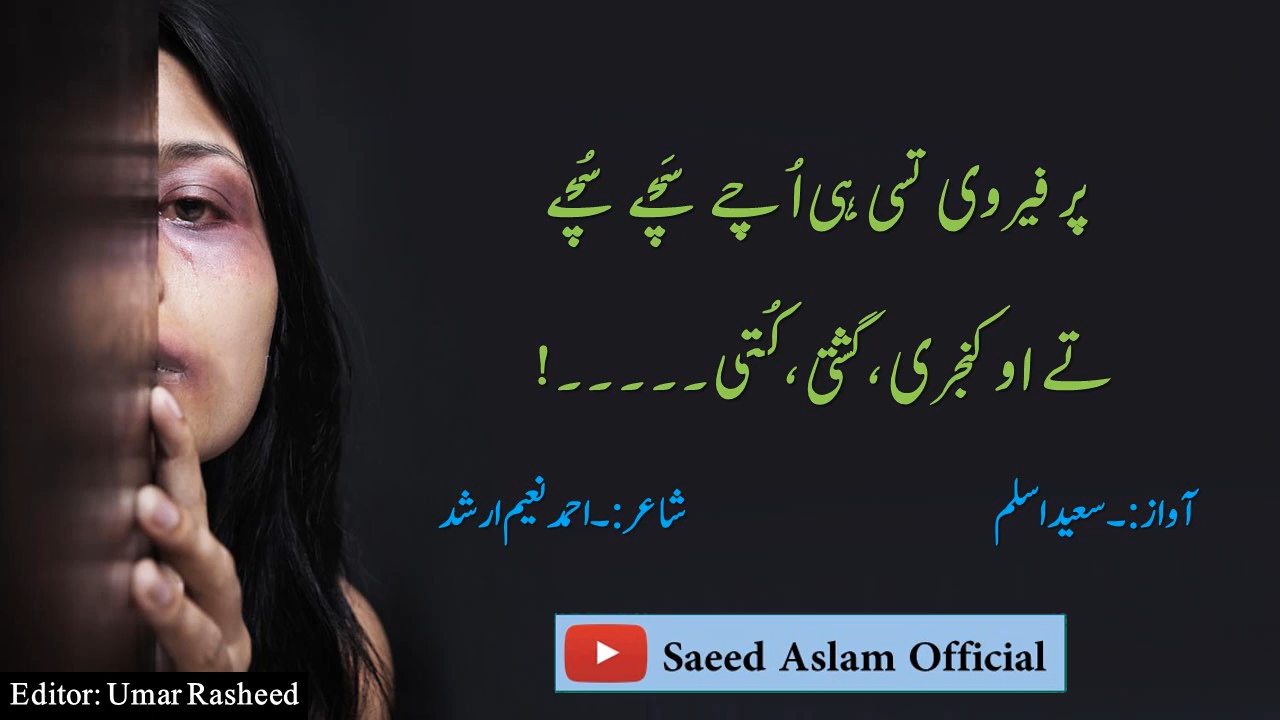 پر فیر وی تسی ہی اُچے سَچّے سُچّے
تے او کنجری، گشتی، کُتی۔۔۔۔۔!
آواز:۔سعید اسلم
شاعر:۔احمد نعیم ارشد
Saeed Aslam Official
Editor: Umar Rasheed